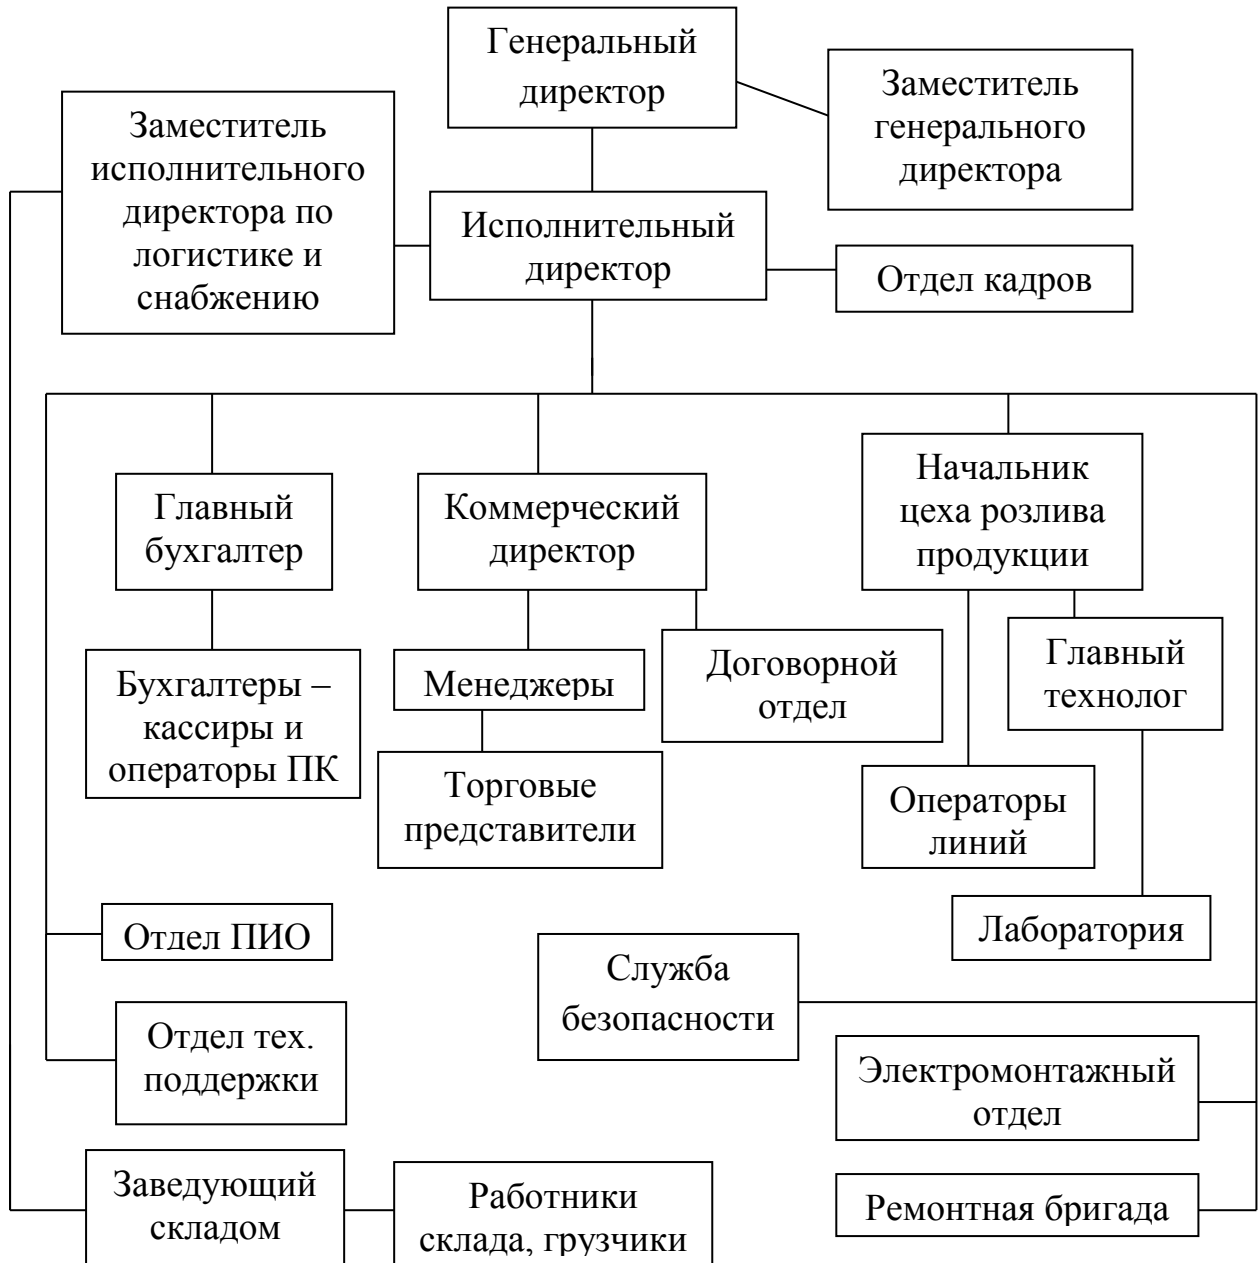 Генеральный
директор
Заместитель
генерального
директора
Заместитель
исполнительного
директора по
логистике и
снабжению
Исполнительный
директор
Отдел кадров
Главный
бухгалтер
Коммерческий
директор
Начальник
цеха розлива
продукции
Бухгалтеры –
кассиры и
операторы ПК
Менеджеры
Договорной
отдел
Главный
технолог
Торговые
представители
Операторы
линий
Отдел ПИО
Лаборатория
Служба
безопасности
Отдел тех.
поддержки
Электромонтажный
отдел
Заведующий
складом
Работники
склада, грузчики
Ремонтная бригада